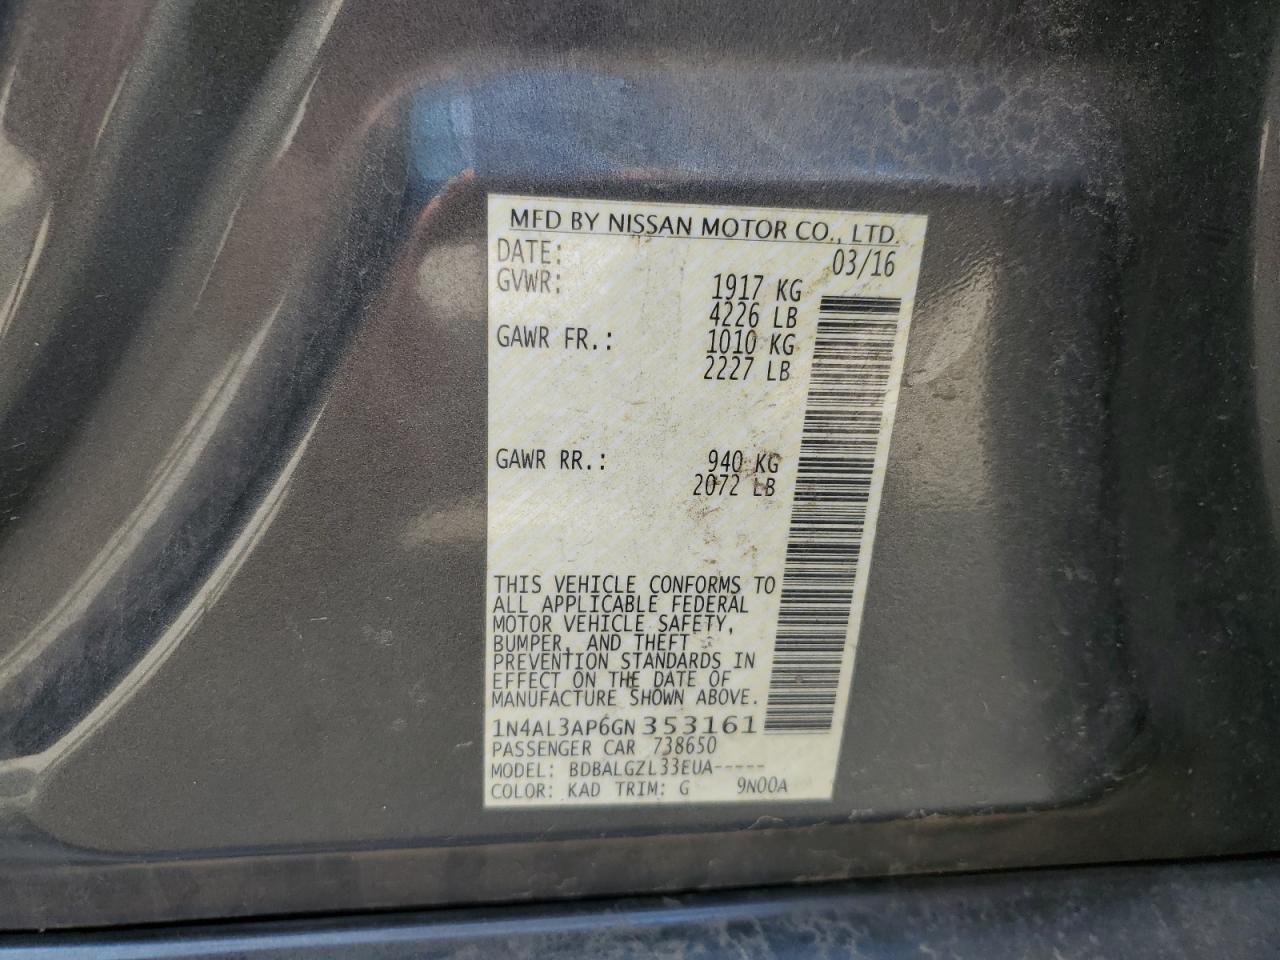 MFD BY NISSAN MOTOR CO., LTD.
DATE: 03/16
GVWR: 1917 KG
4226 LB
GAWR FR.: 1010 KG
2227 LB
GAWR RR.: 940 KG
2072 LB
THIS VEHICLE CONFORMS TO
ALL APPLICABLE FEDERAL
MOTOR VEHICLE SAFETY,
BUMPER, AND THEFT
PREVENTION STANDARDS IN
EFFECT ON THE DATE OF
MANUFACTURE SHOWN ABOVE.
1N4AL3AP6GN353161
PASSENGER CAR 738650
MODEL: BDBALGZL33EUA-----
COLOR: KAD TRIM: G 9N00A